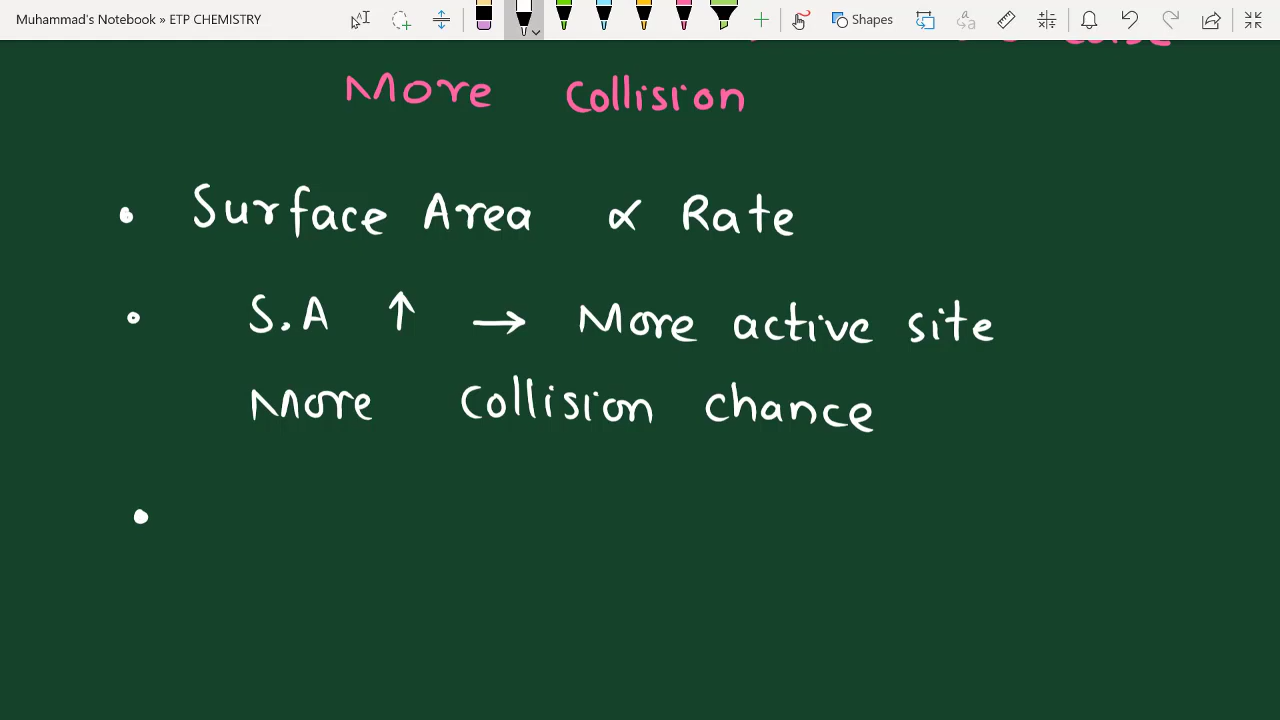 Muhammad's Notebook » ETP CHEMISTRY
Shapes
More Collision
• Surface Area ∝ Rate
• S.A ↑ → More active site
More Collision chance
•